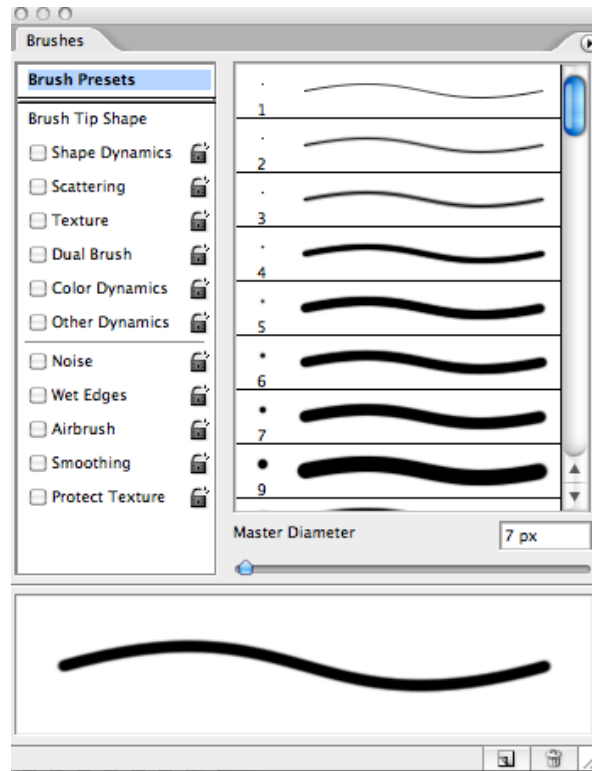 Brushes
Brush Presets
Brush Tip Shape
Shape Dynamics
Scattering
Texture
Dual Brush
Color Dynamics
Other Dynamics
Noise
Wet Edges
Airbrush
Smoothing
Protect Texture
1
2
3
4
5
6
7
9
Master Diameter
7 px